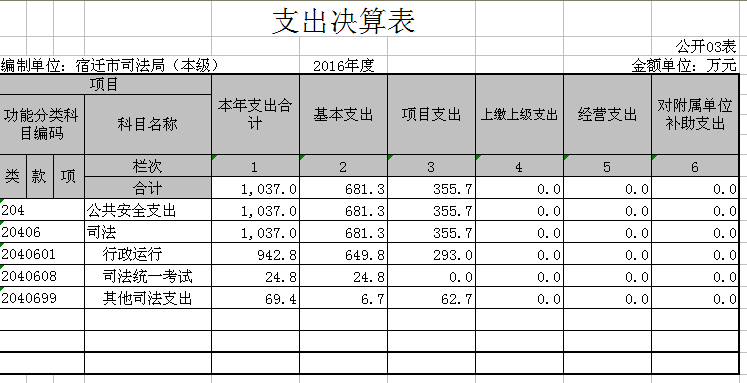 支出决算表
公开03表
编制单位：宿迁市司法局（本级） 2016年度 金额单位：万元
项目 本年支出合计 基本支出 项目支出 上缴上级支出 经营支出 对附属单位补助支出
功能分类科目编码 科目名称
类 款 项 栏次 1 2 3 4 5 6
合计 1,037.0 681.3 355.7 0.0 0.0 0.0
204 公共安全支出 1,037.0 681.3 355.7 0.0 0.0 0.0
20406 司法 1,037.0 681.3 355.7 0.0 0.0 0.0
2040601 行政运行 942.8 649.8 293.0 0.0 0.0 0.0
2040608 司法统一考试 24.8 24.8 0.0 0.0 0.0 0.0
2040699 其他司法支出 69.4 6.7 62.7 0.0 0.0 0.0